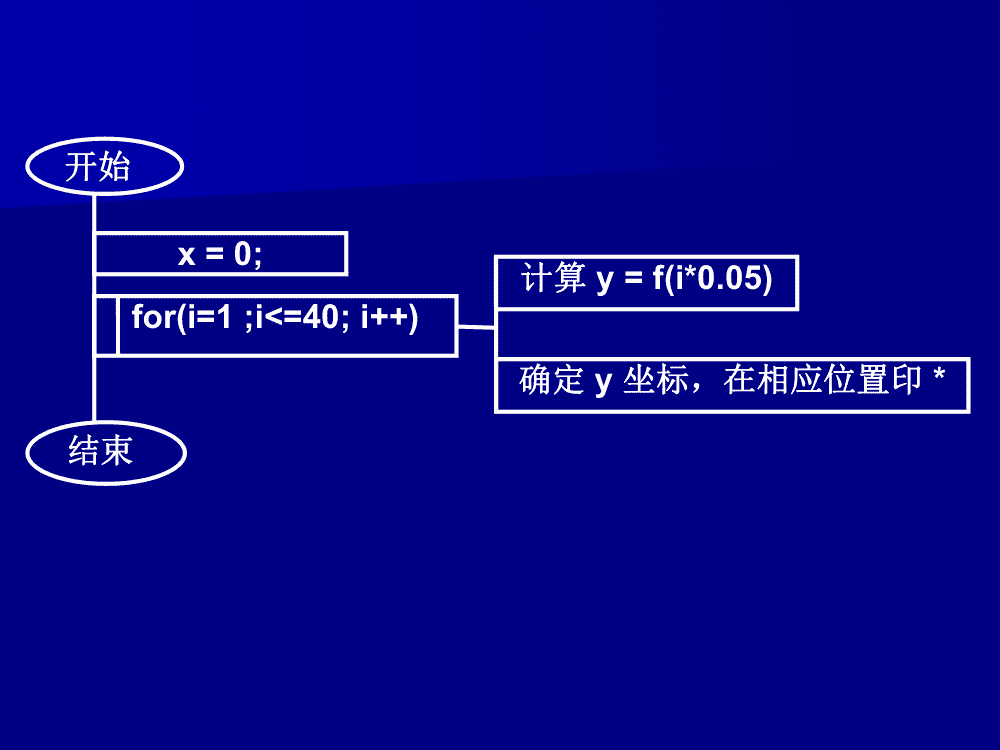 开始
x = 0;
for(i=1 ;i<=40; i++)
计算 y = f(i*0.05)
确定 y 坐标，在相应位置印 *
结束